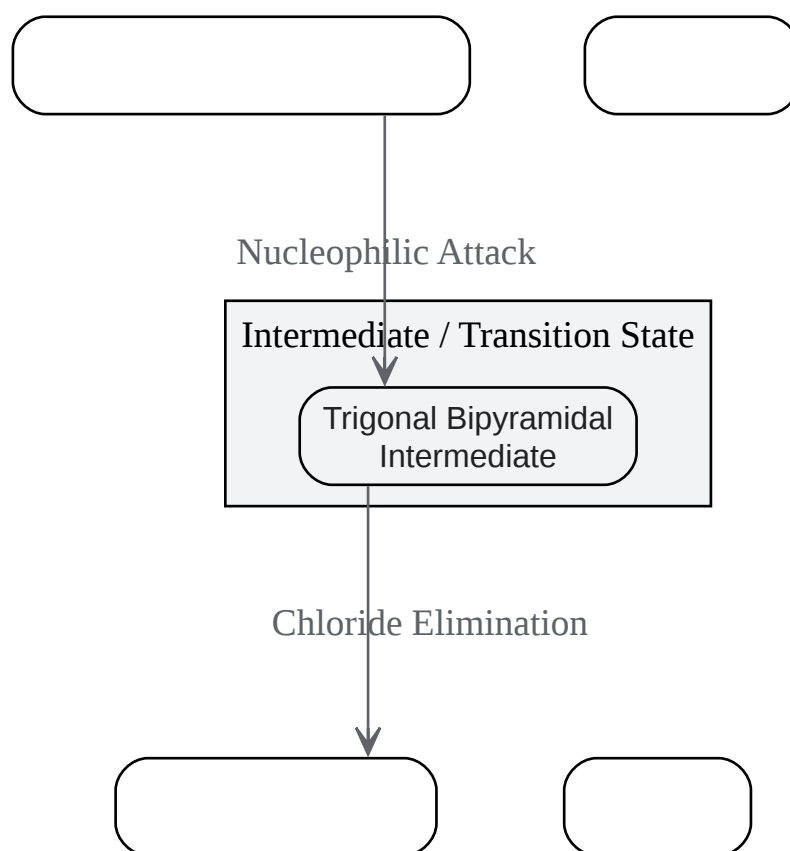 Nucleophilic Attack
Intermediate / Transition State
Trigonal Bipyramidal
Intermediate
Chloride Elimination